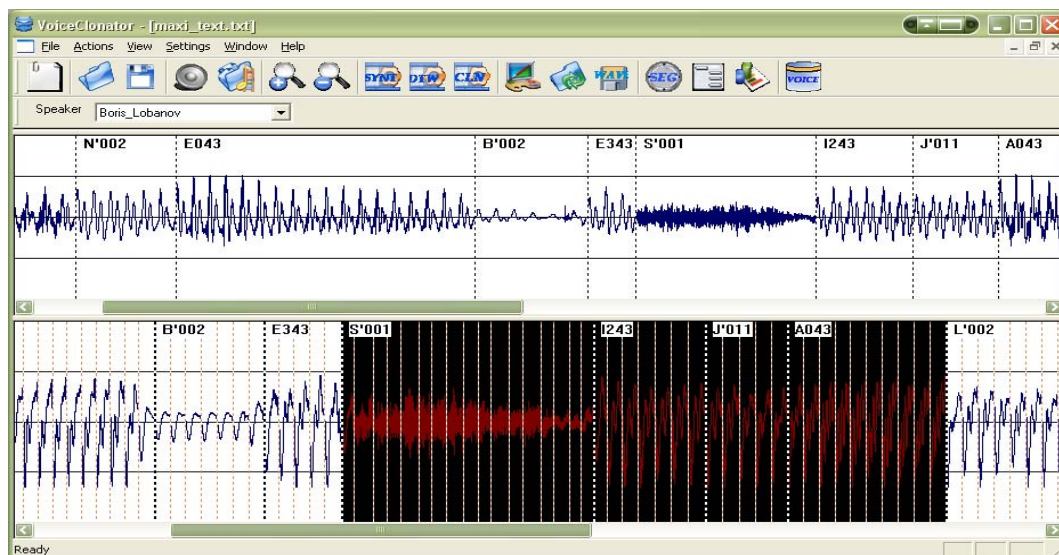 VoiceClonator - [maxi_text.txt]
File Actions View Settings Window Help
SYNT DTW CLN WAVE SEG VOICE
Speaker Boris_Lobanov
N'002 E043 B'002 E343 S'001 I243 J'011 A043
B'002 E343 S'001 I243 J'011 A043 L'002
Ready